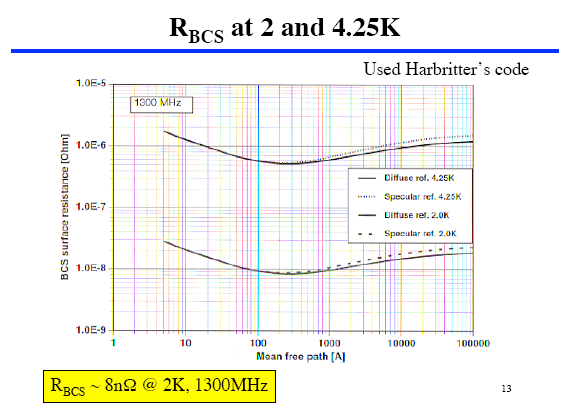 R_BCS at 2 and 4.25K
Used Harbritter's code
1300 MHz
1.0E-5
1.0E-6
1.0E-7
1.0E-8
1.0E-9
BCS surface resistance [Ohm]
Diffuse ref. 4.25K
Specular ref. 4.25K
Diffuse ref. 2.0K
Specular ref. 2.0K
1 10 100 1000 10000 100000
Mean free path [A]
R_BCS ~ 8nΩ @ 2K, 1300MHz
13